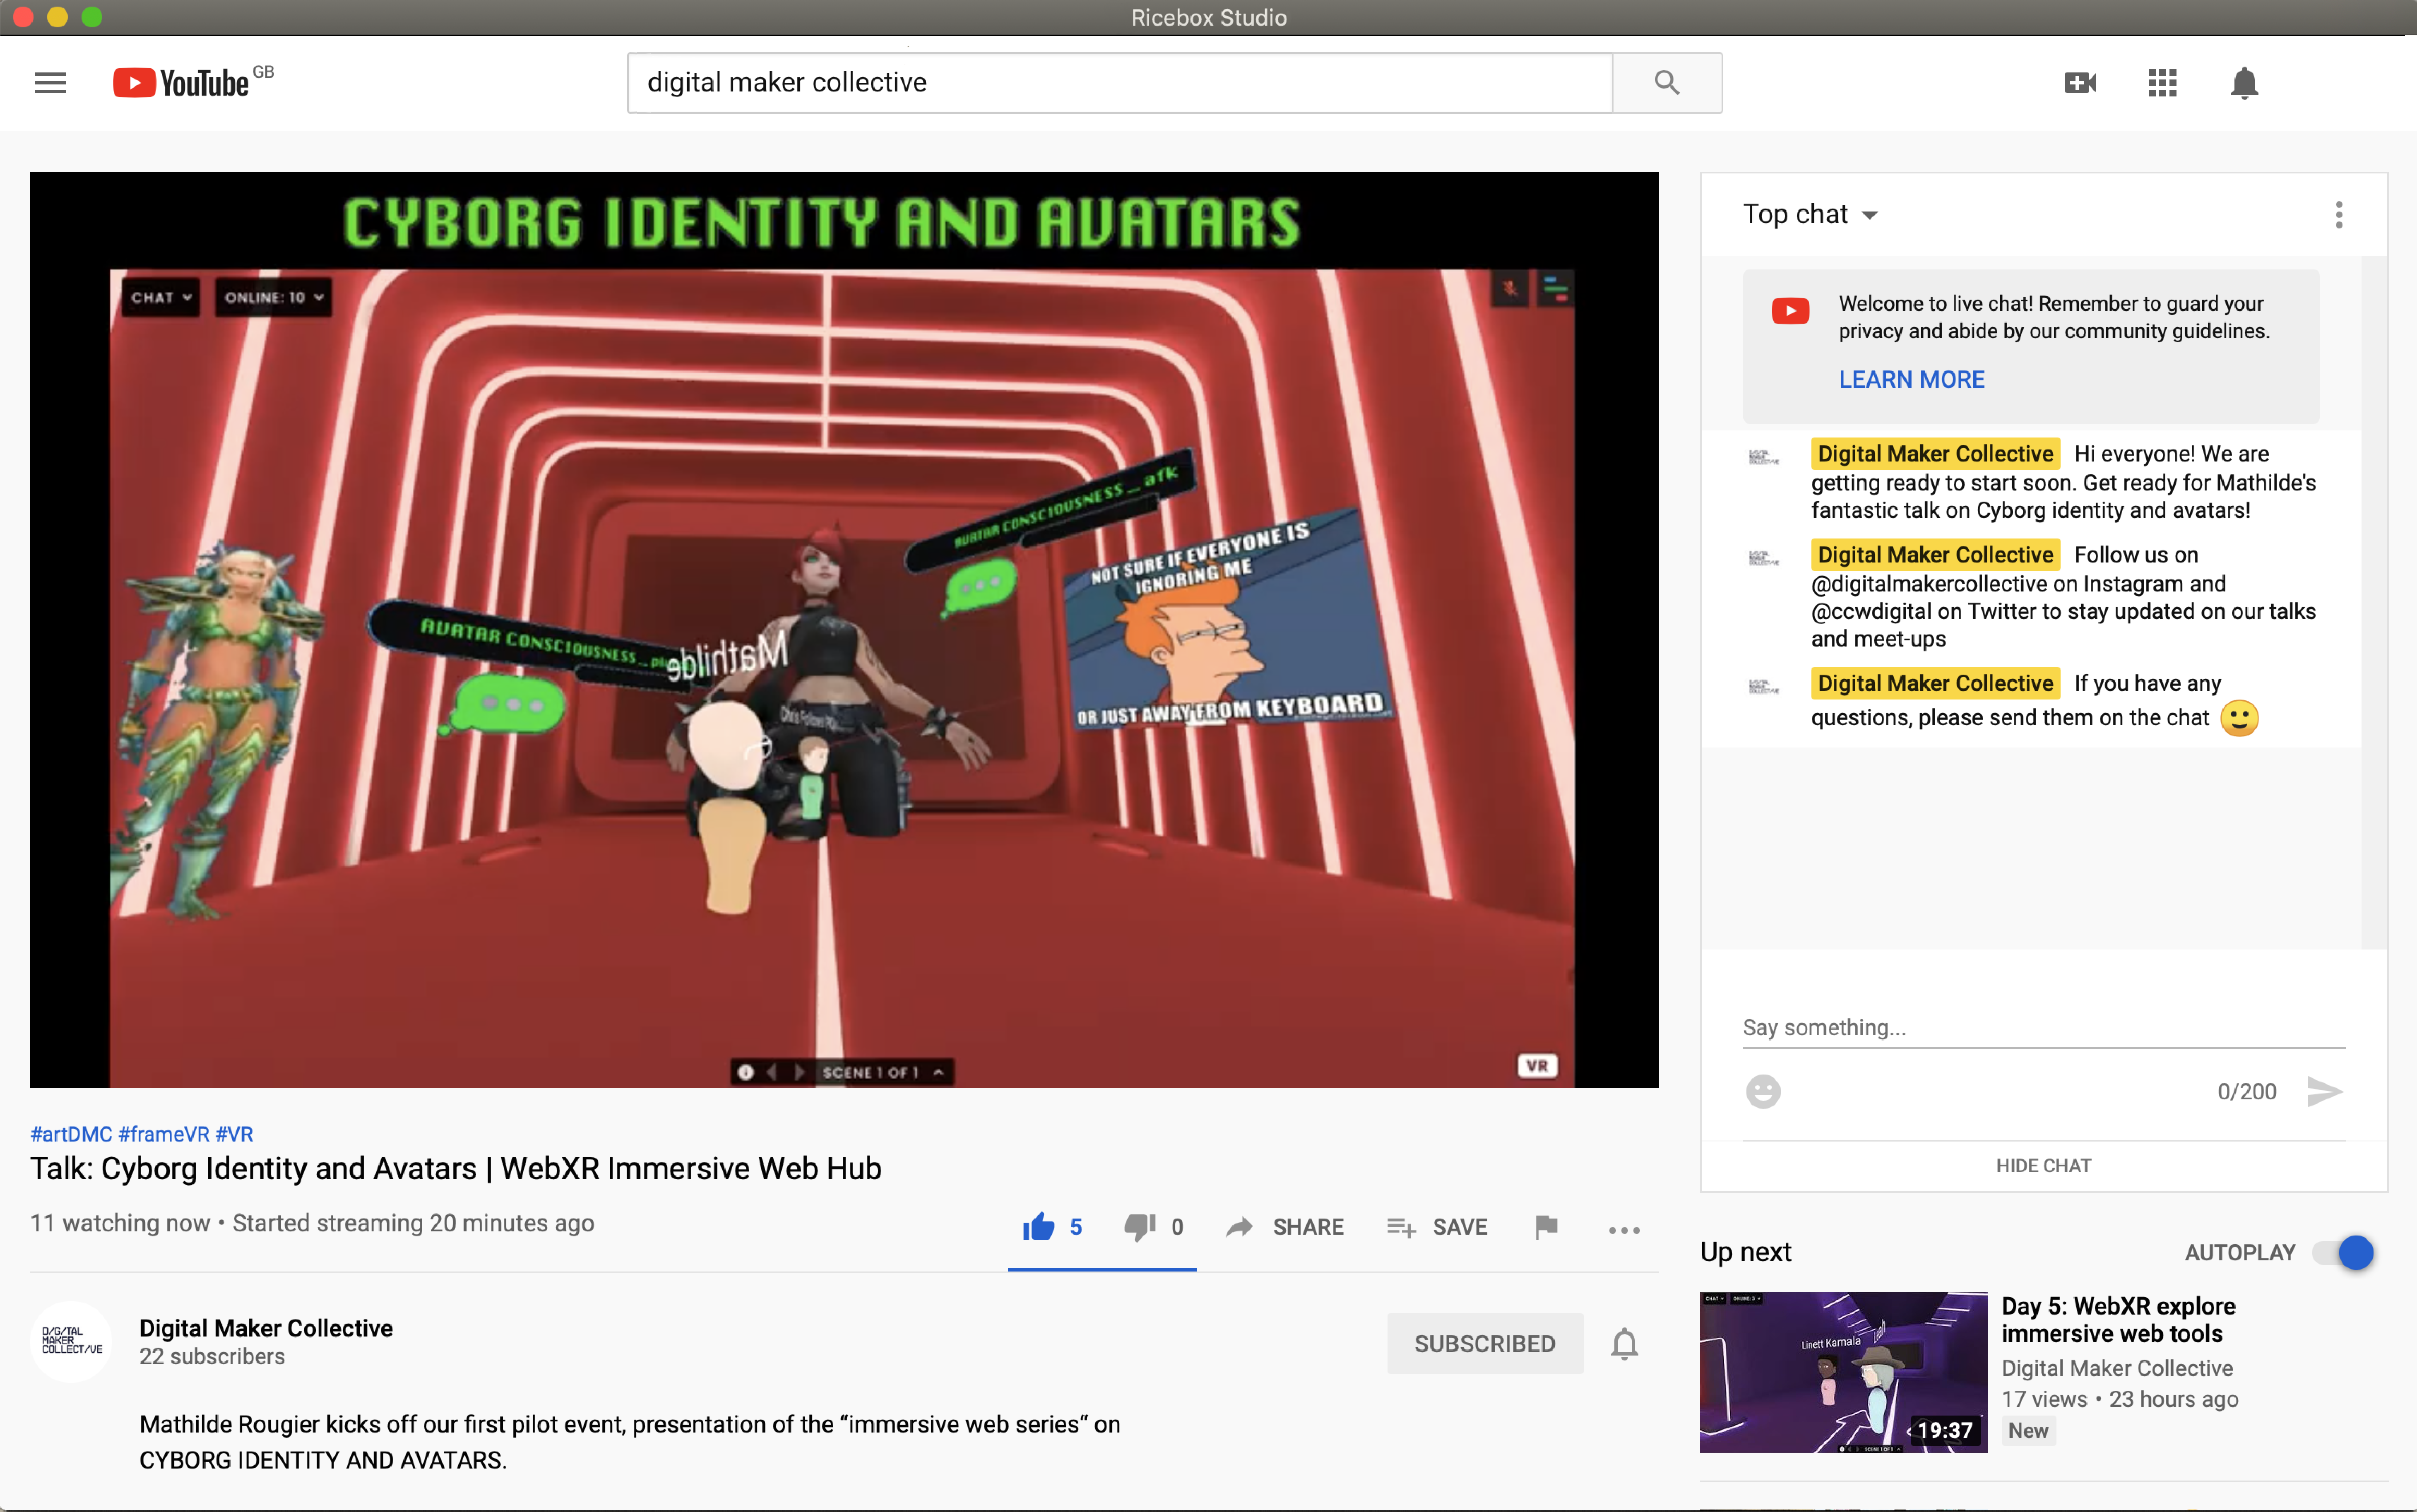 Ricebox Studio
YouTube GB
digital maker collective
CYBORG IDENTITY AND AVATARS
CHAT
ONLINE: 10
AVATAR CONSCIOUSNESS_afk
NOT SURE IF EVERYONE IS
IGNORING ME
AVATAR CONSCIOUSNESS_
Mathilde
OR JUST AWAY FROM KEYBOARD
SCENE 1 OF 1
VR
#artDMC #frameVR #VR
Talk: Cyborg Identity and Avatars | WebXR Immersive Web Hub
11 watching now • Started streaming 20 minutes ago
5
0
SHARE
SAVE
D/G/TAL
MAKER
COLLECT/VE
Digital Maker Collective
22 subscribers
SUBSCRIBED
Mathilde Rougier kicks off our first pilot event, presentation of the “immersive web series“ on
CYBORG IDENTITY AND AVATARS.
Top chat
Welcome to live chat! Remember to guard your
privacy and abide by our community guidelines.
LEARN MORE
Digital Maker Collective Hi everyone! We are
getting ready to start soon. Get ready for Mathilde's
fantastic talk on Cyborg identity and avatars!
Digital Maker Collective Follow us on
@digitalmakercollective on Instagram and
@ccwdigital on Twitter to stay updated on our talks
and meet-ups
Digital Maker Collective If you have any
questions, please send them on the chat
Say something...
0/200
HIDE CHAT
Up next
AUTOPLAY
Linett Kamala
19:37
Day 5: WebXR explore
immersive web tools
Digital Maker Collective
17 views • 23 hours ago
New